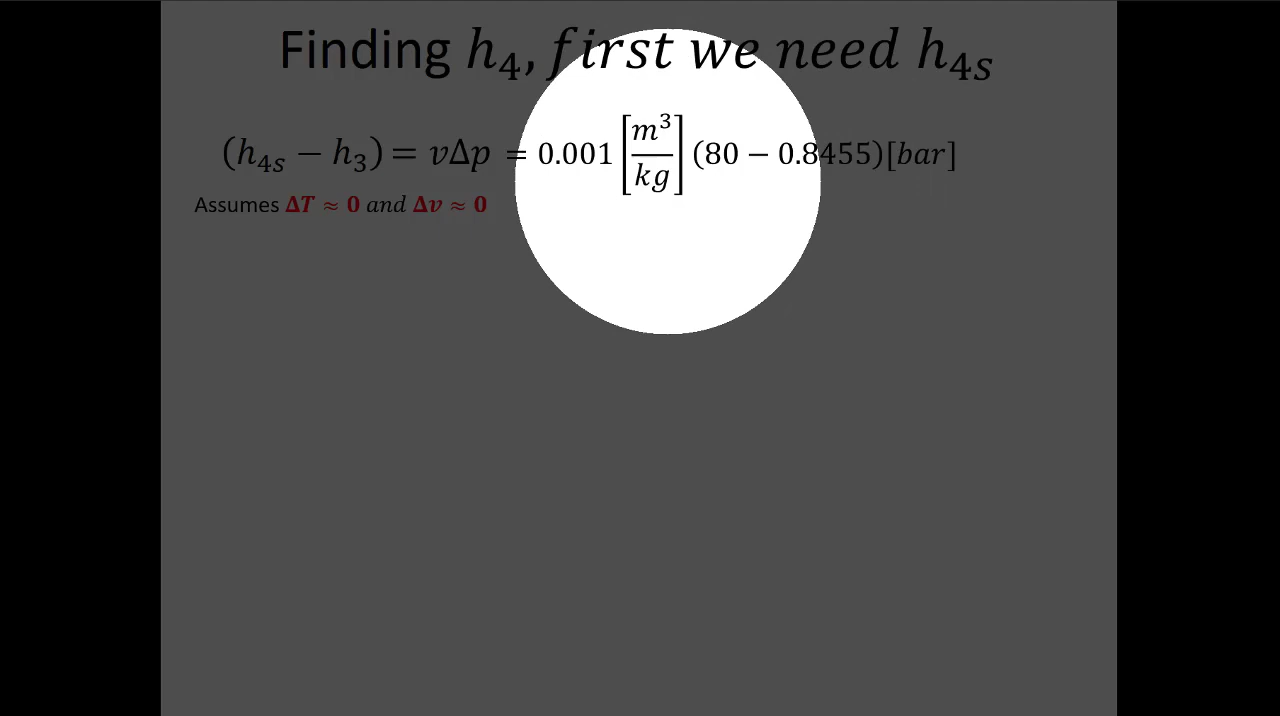 Finding h₄, first we need h₄ₛ
(h₄ₛ − h₃) = vΔp = 0.001 [m³/kg] (80 − 0.8455)[bar]
Assumes ΔT ≈ 0 and Δv ≈ 0